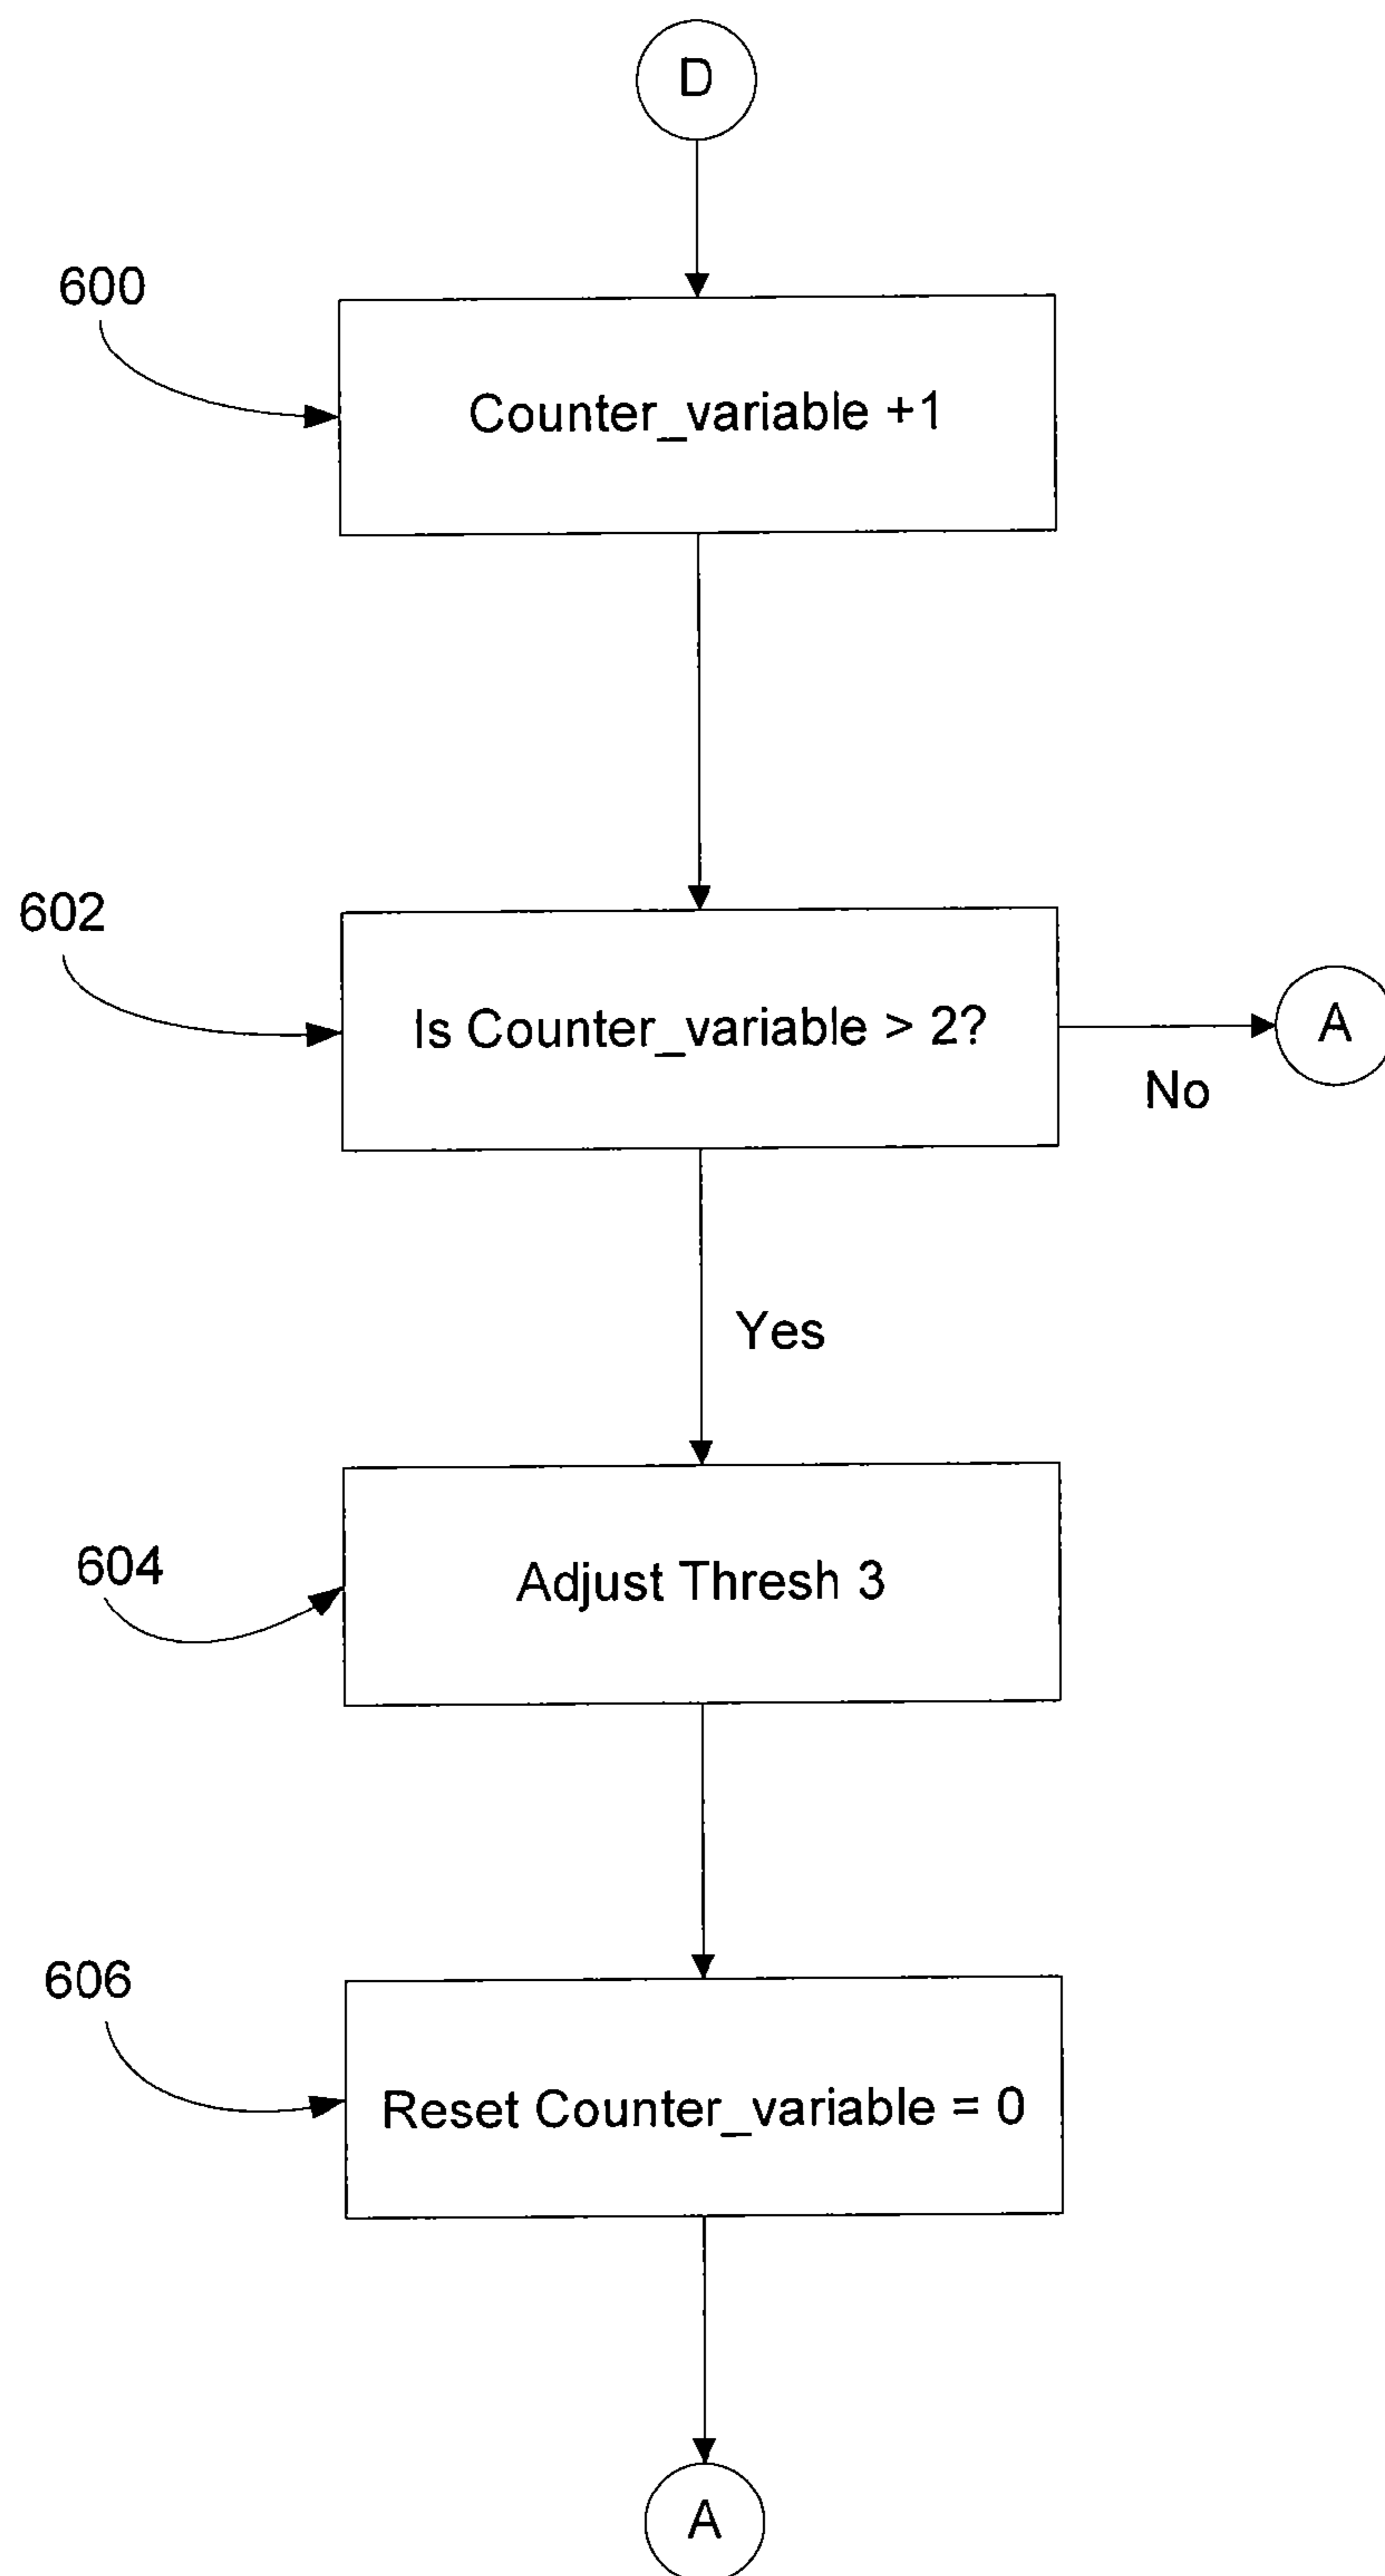 D
600
Counter_variable +1
602
Is Counter_variable > 2?
A
No
Yes
604
Adjust Thresh 3
606
Reset Counter_variable = 0
A